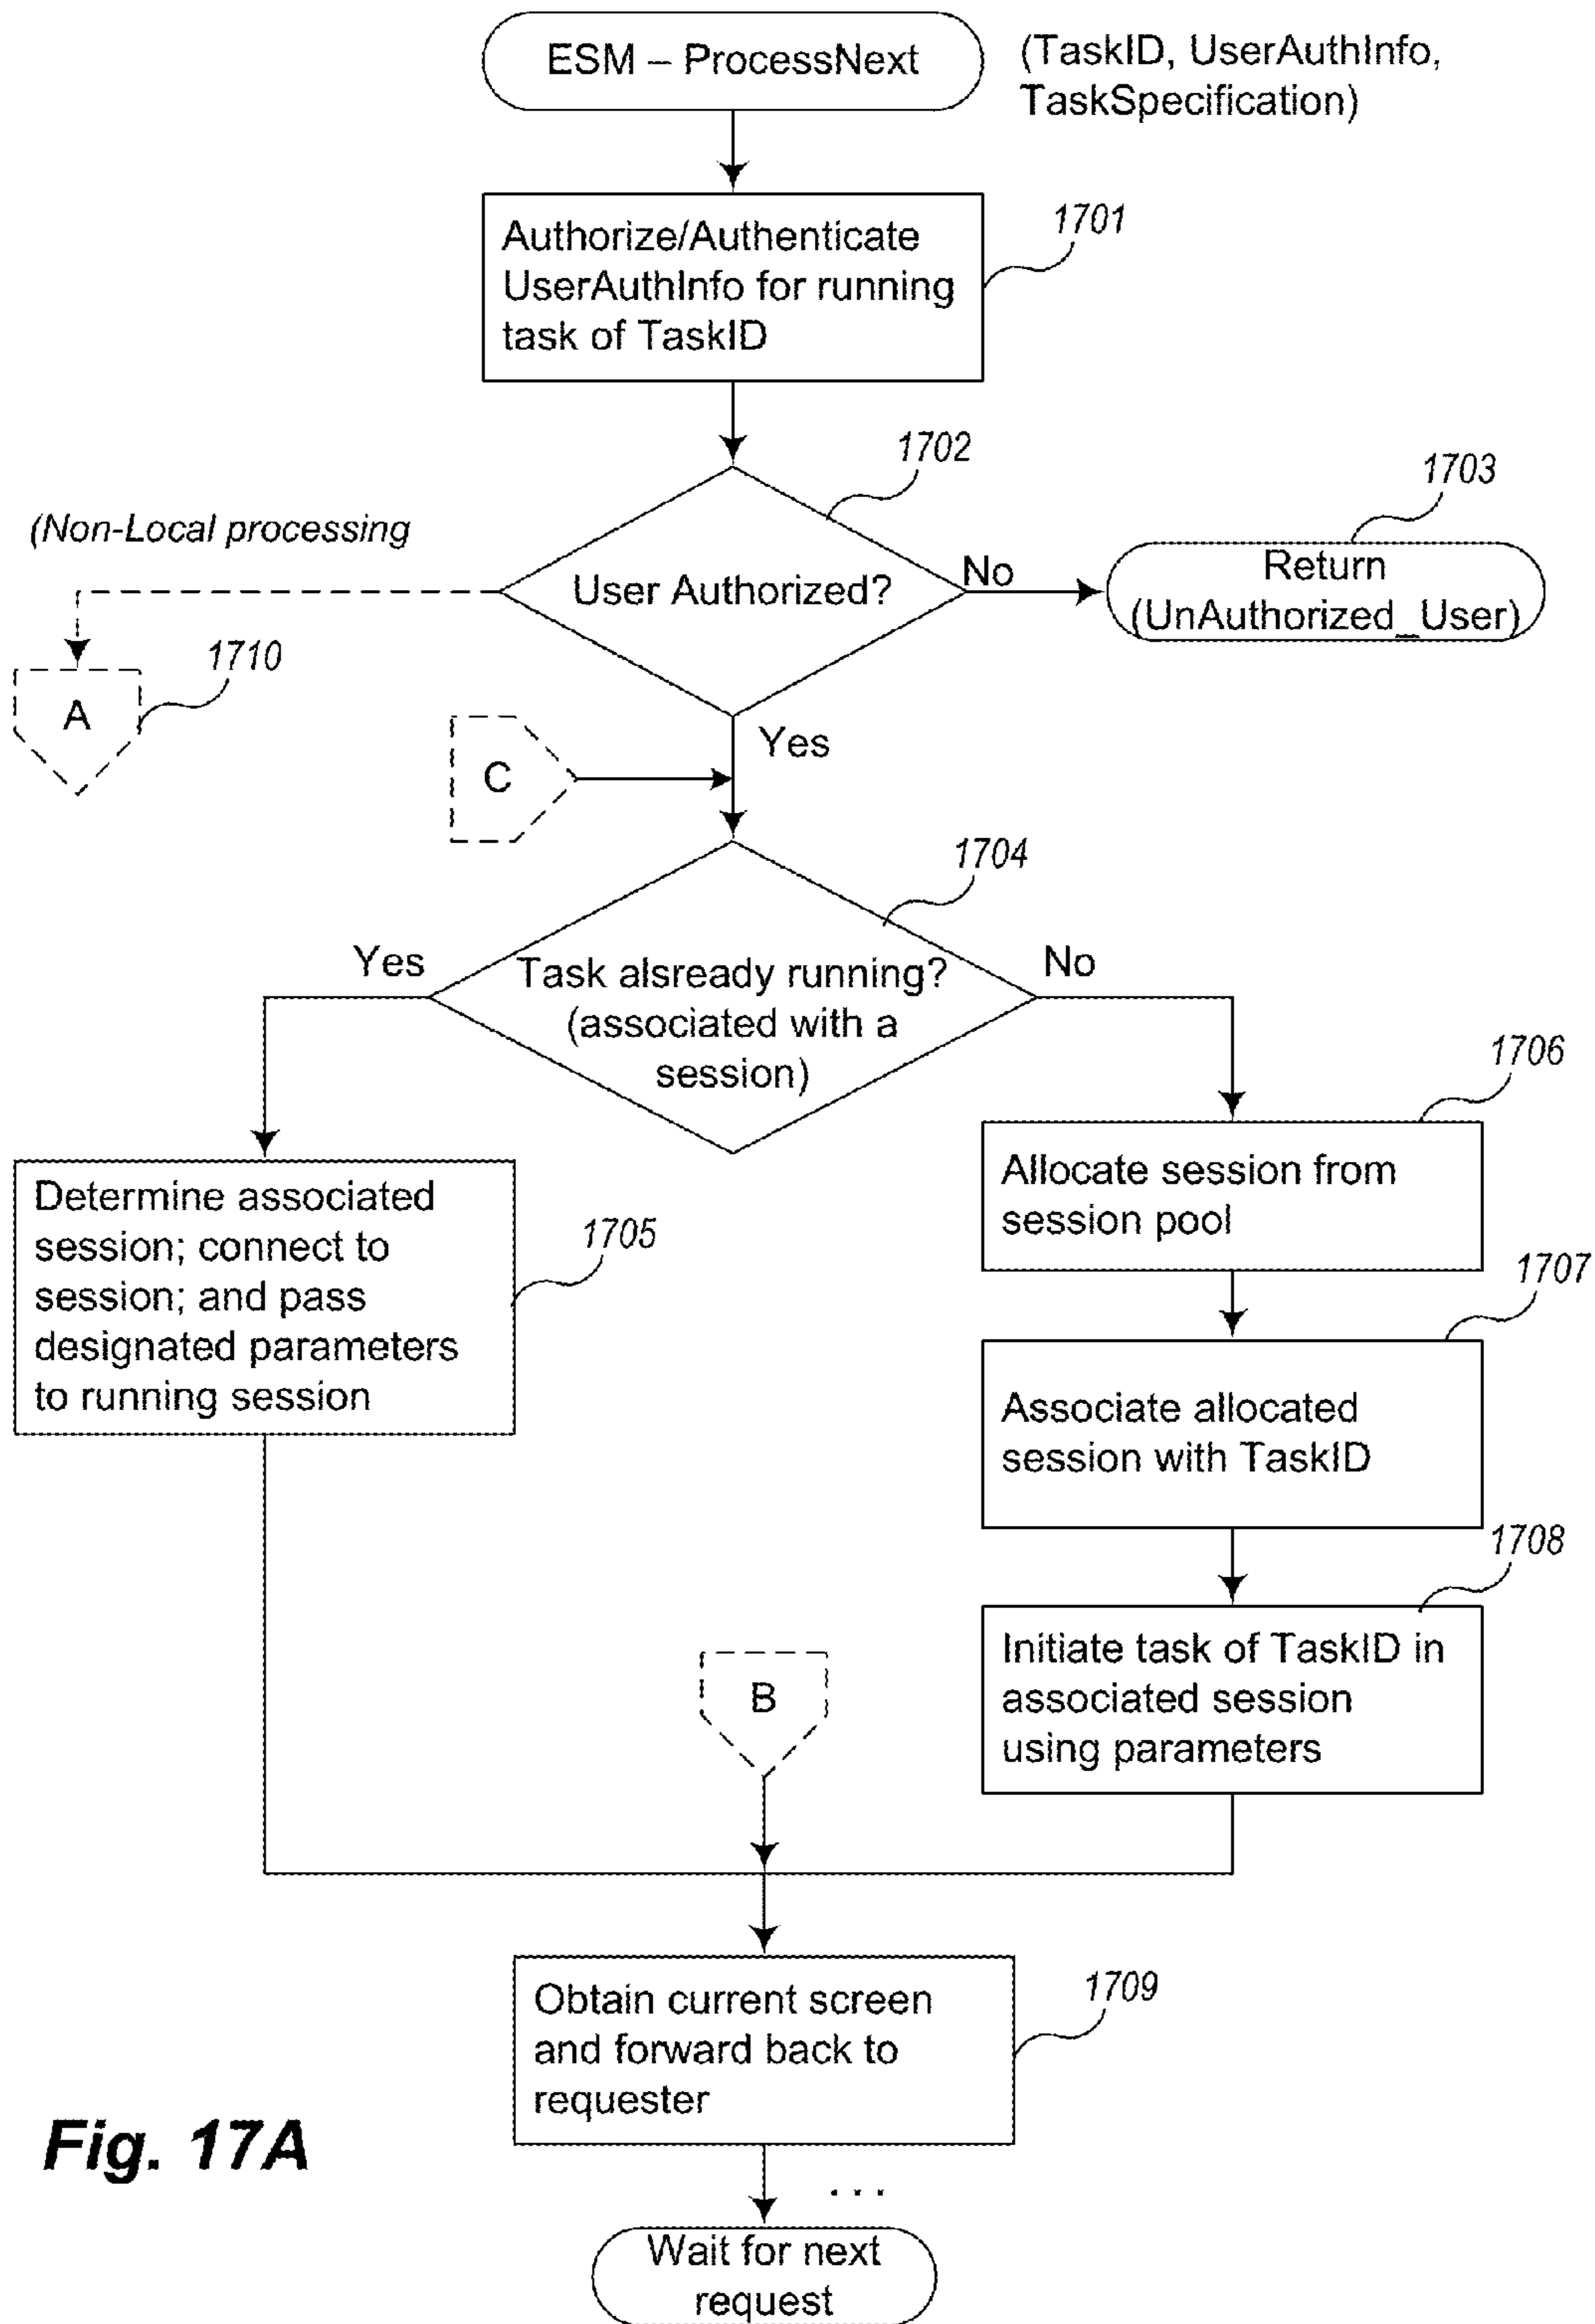 ESM – ProcessNext
(TaskID, UserAuthInfo,
TaskSpecification)
1701
Authorize/Authenticate
UserAuthInfo for running
task of TaskID
1702
1703
(Non-Local processing
User Authorized?
No
Return
(UnAuthorized_User)
1710
A
Yes
C
1704
Yes
No
Task alsready running?
(associated with a
session)
1706
Allocate session from
session pool
Determine associated
session; connect to
session; and pass
designated parameters
to running session
1705
1707
Associate allocated
session with TaskID
1708
Initiate task of TaskID in
associated session
using parameters
B
1709
Obtain current screen
and forward back to
requester
Fig. 17A
. . .
Wait for next
request